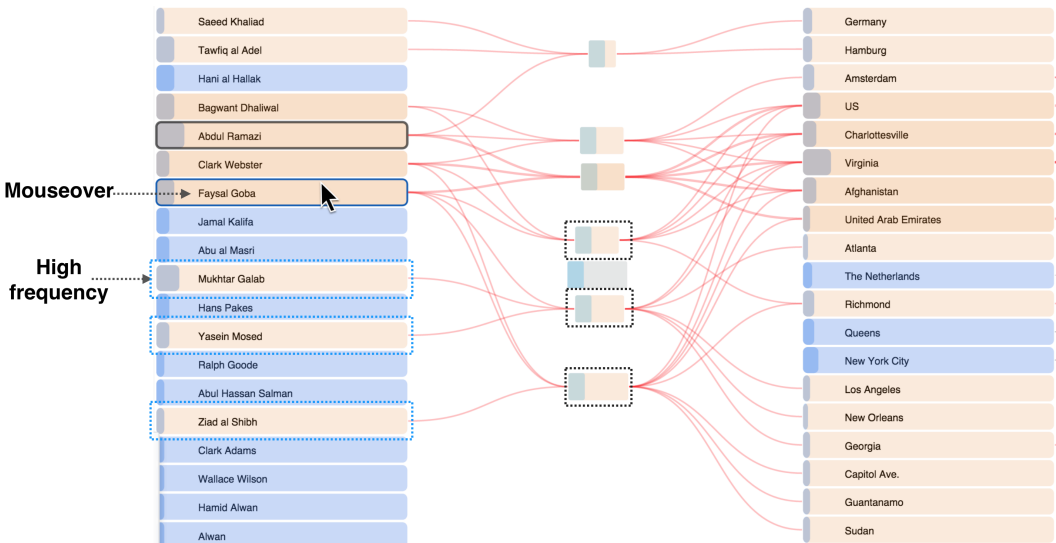 Saeed Khaliad
Tawfiq al Adel
Hani al Hallak
Bagwant Dhaliwal
Abdul Ramazi
Clark Webster
Mouseover
Faysal Goba
Jamal Kalifa
Abu al Masri
High
frequency
Mukhtar Galab
Hans Pakes
Yasein Mosed
Ralph Goode
Abul Hassan Salman
Ziad al Shibh
Clark Adams
Wallace Wilson
Hamid Alwan
Alwan
Germany
Hamburg
Amsterdam
US
Charlottesville
Virginia
Afghanistan
United Arab Emirates
Atlanta
The Netherlands
Richmond
Queens
New York City
Los Angeles
New Orleans
Georgia
Capitol Ave.
Guantanamo
Sudan